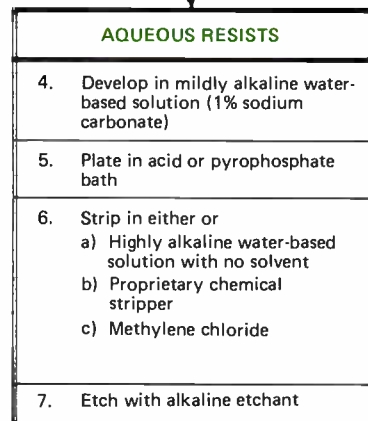 AQUEOUS RESISTS
4. Develop in mildly alkaline water-
based solution (1% sodium
carbonate)
5. Plate in acid or pyrophosphate
bath
6. Strip in either or
a) Highly alkaline water-based
solution with no solvent
b) Proprietary chemical
stripper
c) Methylene chloride
7. Etch with alkaline etchant